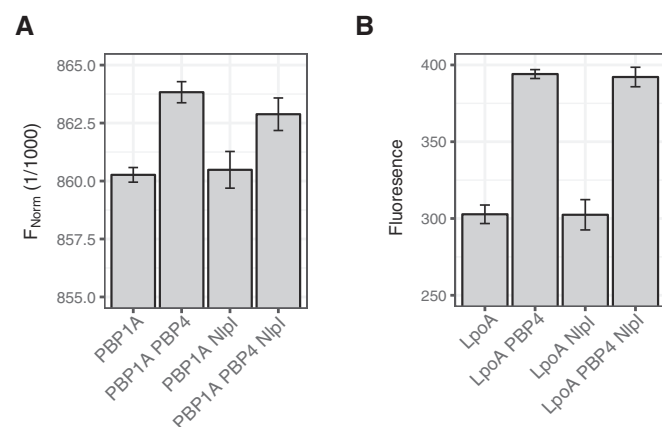 A
F_Norm (1/1000)
865.0
862.5
860.0
857.5
855.0
PBP1A
PBP1A PBP4
PBP1A NlpI
PBP1A PBP4 NlpI
B
Fluoresence
400
350
300
250
LpoA
LpoA PBP4
LpoA NlpI
LpoA PBP4 NlpI